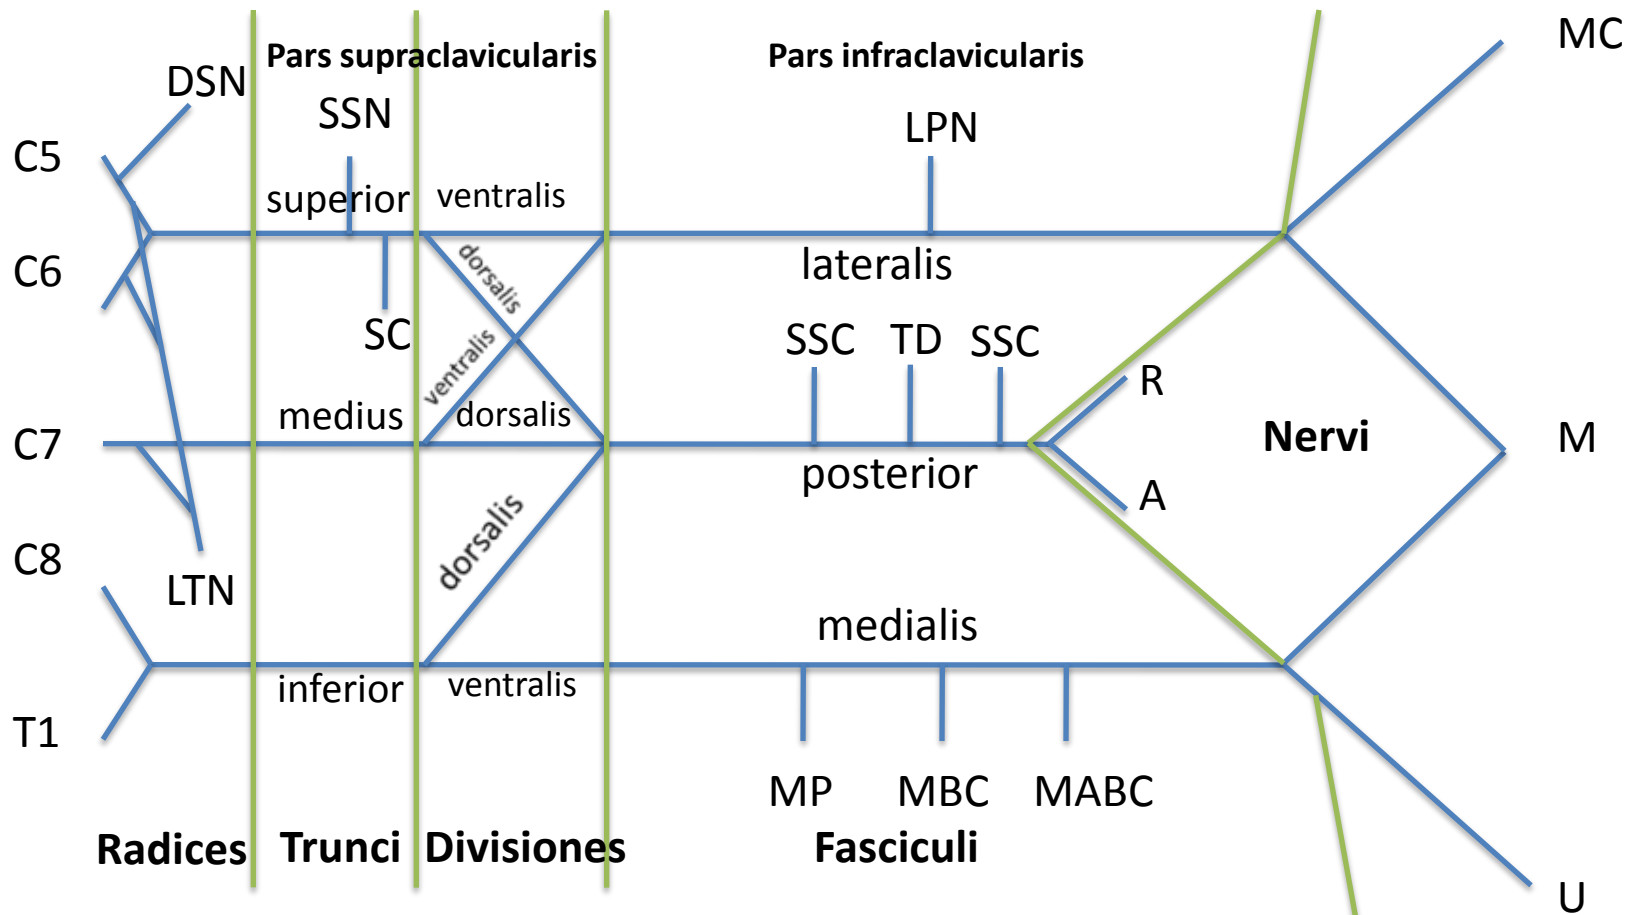 Pars supraclavicularis
Pars infraclavicularis
MC
DSN
SSN
LPN
C5
superior
ventralis
lateralis
dorsalis
C6
SC
ventralis
SSC TD SSC
R
medius
dorsalis
C7
posterior
Nervi
M
A
dorsalis
C8
LTN
medialis
inferior
ventralis
T1
MP MBC MABC
Radices Trunci Divisiones Fasciculi
U